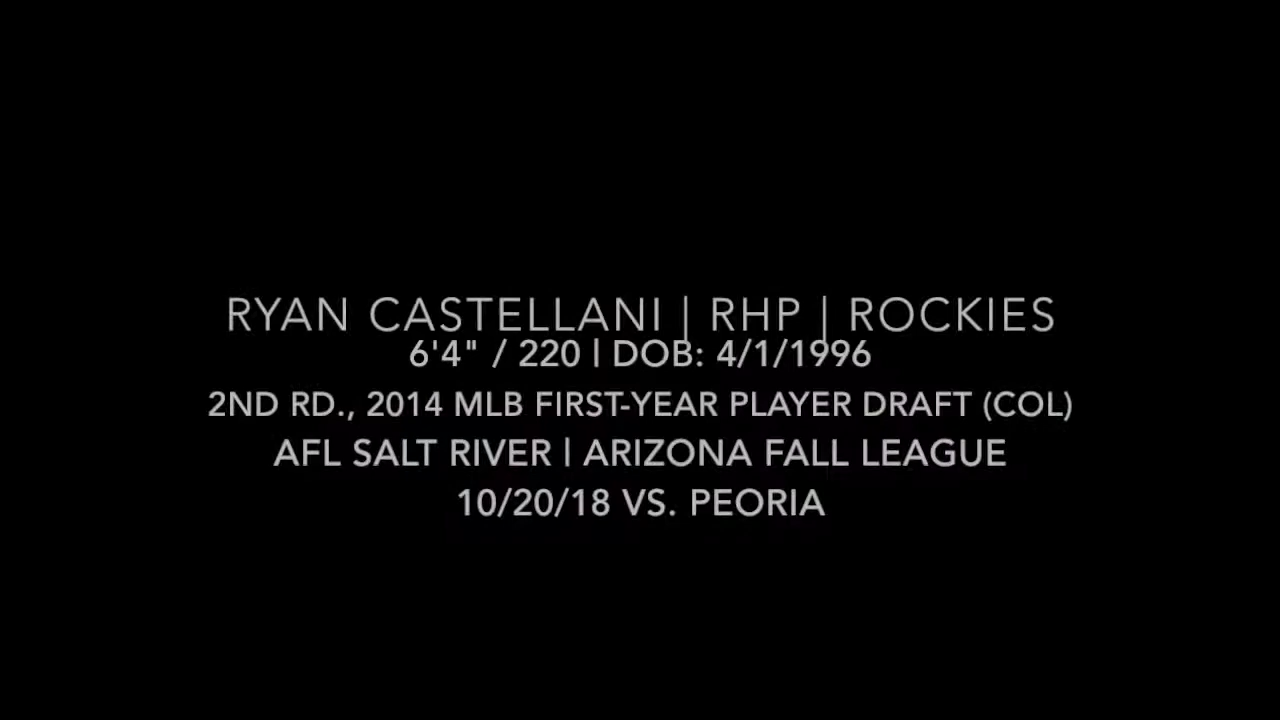 RYAN CASTELLANI | RHP | ROCKIES
6'4" / 220 | DOB: 4/1/1996
2ND RD., 2014 MLB FIRST-YEAR PLAYER DRAFT (COL)
AFL SALT RIVER | ARIZONA FALL LEAGUE
10/20/18 VS. PEORIA